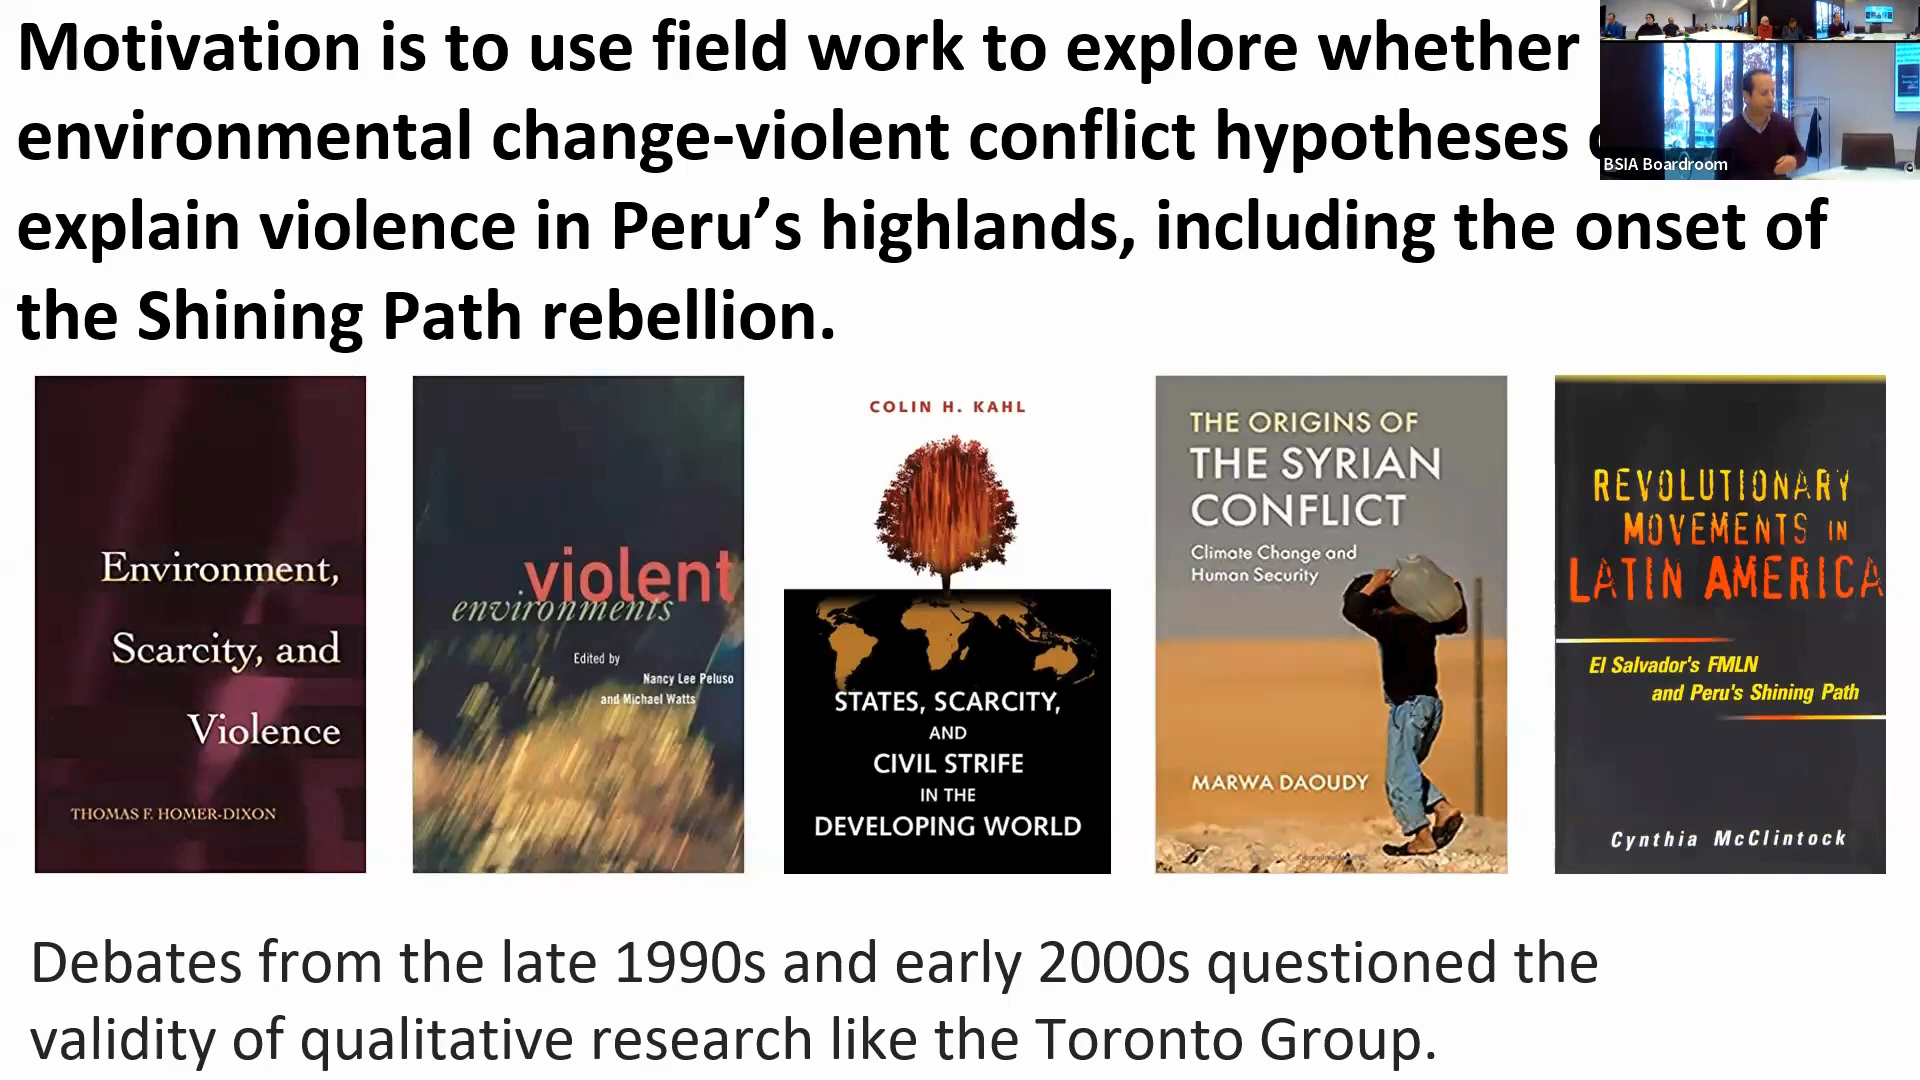 Motivation is to use field work to explore whether
environmental change-violent conflict hypotheses
explain violence in Peru’s highlands, including the onset of
the Shining Path rebellion.
BSIA Boardroom
Environment,
Scarcity, and
Violence
THOMAS F. HOMER-DIXON
violent
environments
Edited by
Nancy Lee Peluso
and Michael Watts
COLIN H. KAHL
STATES, SCARCITY,
AND
CIVIL STRIFE
IN THE
DEVELOPING WORLD
THE ORIGINS OF
THE SYRIAN
CONFLICT
Climate Change and
Human Security
MARWA DAOUDY
REVOLUTIONARY
MOVEMENTS IN
LATIN AMERICA
El Salvador's FMLN
and Peru's Shining Path
Cynthia McClintock
Debates from the late 1990s and early 2000s questioned the
validity of qualitative research like the Toronto Group.